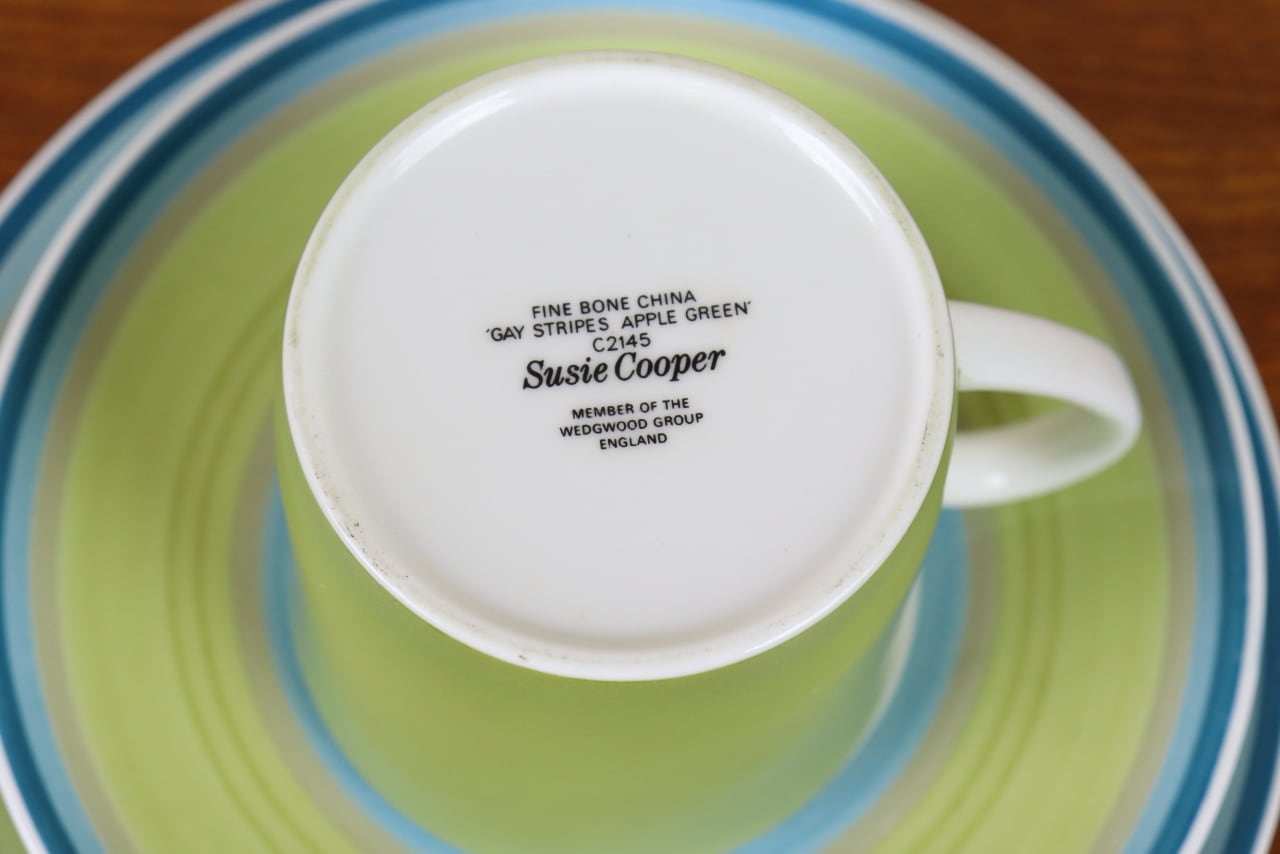 FINE BONE CHINA
'GAY STRIPES APPLE GREEN'
C2145
Susie Cooper
MEMBER OF THE
WEDGWOOD GROUP
ENGLAND